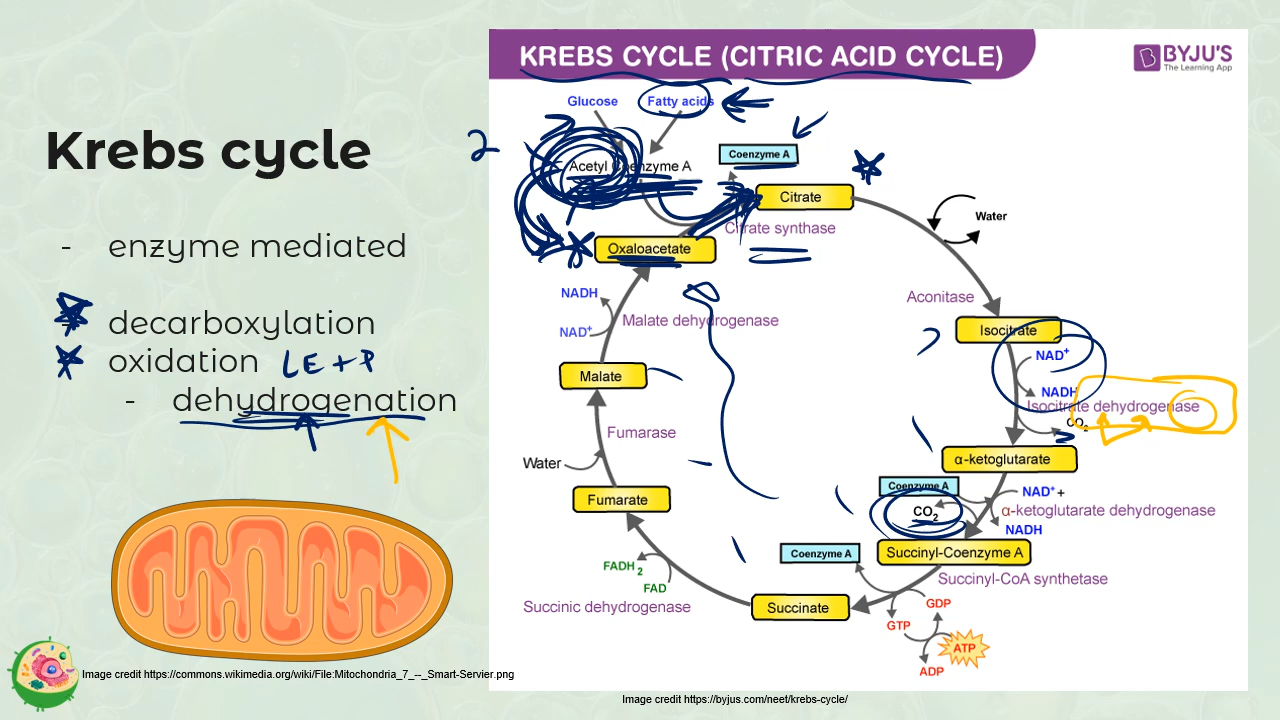 Krebs cycle
- enzyme mediated
decarboxylation
oxidation LE + P
- dehydrogenation
Image credit https://commons.wikimedia.org/wiki/File:Mitochondria_7_--_Smart-Servier.png
KREBS CYCLE (CITRIC ACID CYCLE)
BYJU'S
The Learning App
Glucose
Fatty acids
2
Acetyl Coenzyme A
Coenzyme A
Citrate
Citrate synthase
Oxaloacetate
Water
Aconitase
Isocitrate
NAD+
NADH
Isocitrate dehydrogenase
CO2
α-ketoglutarate
Coenzyme A
CO2
NAD+ +
α-ketoglutarate dehydrogenase
NADH
Succinyl-Coenzyme A
Succinyl-CoA synthetase
Coenzyme A
GDP
GTP
ATP
ADP
Succinate
Succinic dehydrogenase
FAD
FADH2
Fumarate
Water
Fumarase
Malate
Malate dehydrogenase
NAD+
NADH
Image credit https://byjus.com/neet/krebs-cycle/